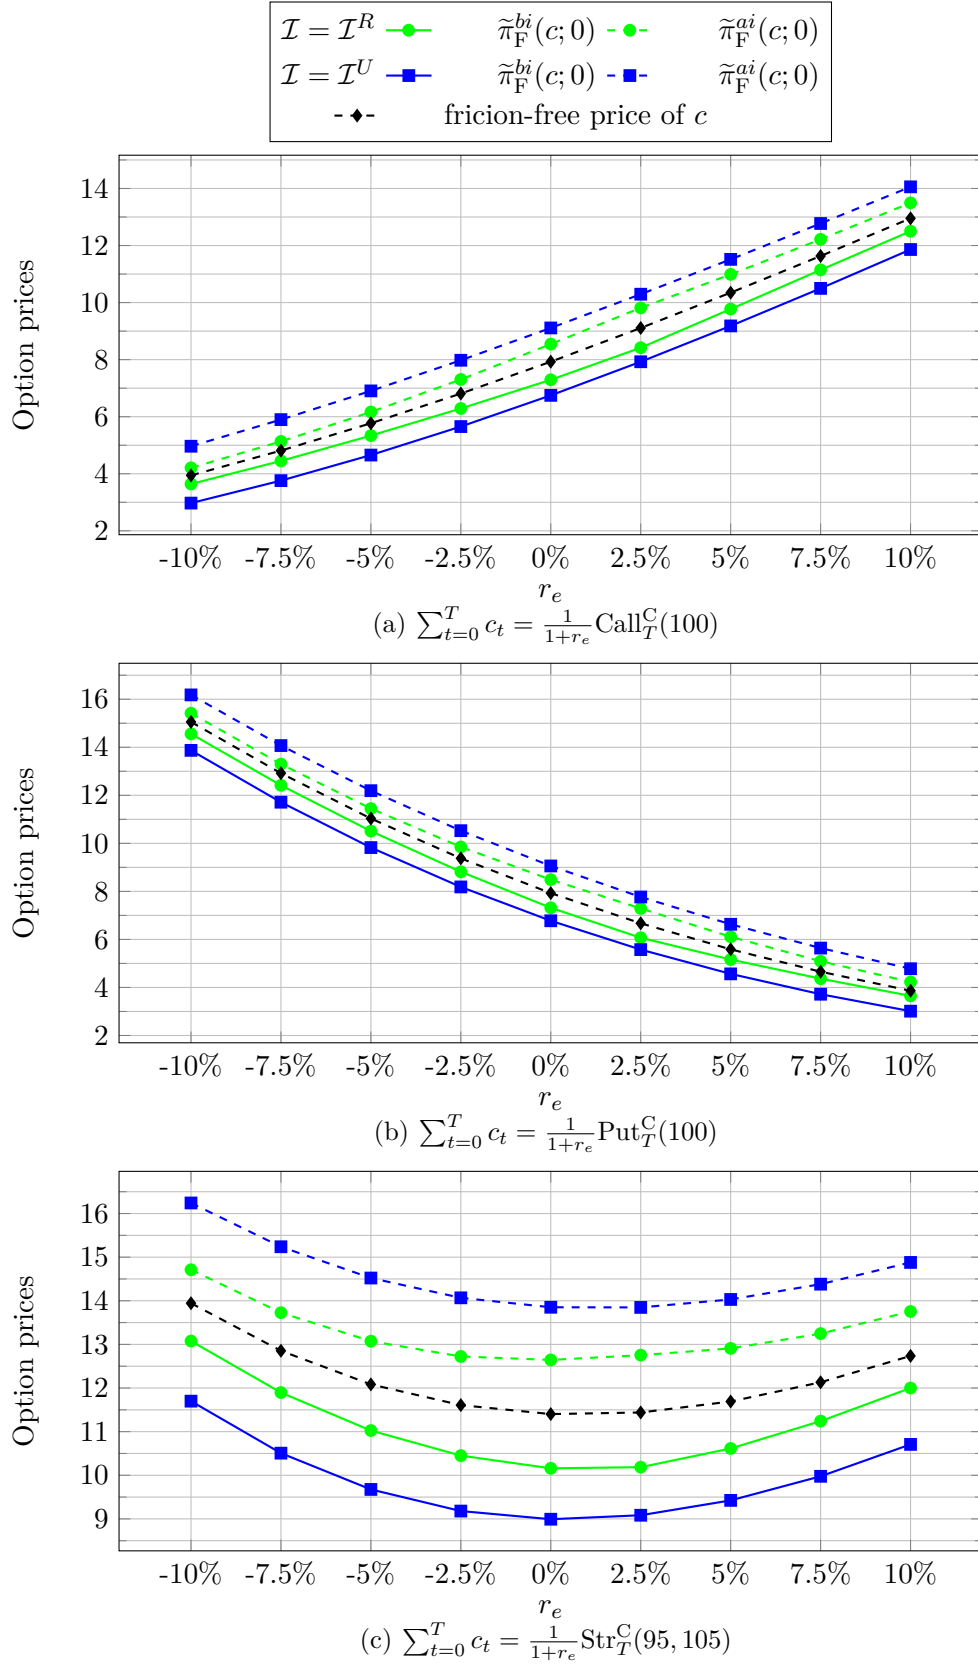 ℐ = ℐ^R π̃_F^{bi}(c; 0) π̃_F^{ai}(c; 0)
ℐ = ℐ^U π̃_F^{bi}(c; 0) π̃_F^{ai}(c; 0)
fricion-free price of c
Option prices
14
12
10
8
6
4
2
-10% -7.5% -5% -2.5% 0% 2.5% 5% 7.5% 10%
r_e
(a) ∑_{t=0}^{T} c_t = \frac{1}{1+r_e} Call_T^C(100)
Option prices
16
14
12
10
8
6
4
2
-10% -7.5% -5% -2.5% 0% 2.5% 5% 7.5% 10%
r_e
(b) ∑_{t=0}^{T} c_t = \frac{1}{1+r_e} Put_T^C(100)
Option prices
16
15
14
13
12
11
10
9
-10% -7.5% -5% -2.5% 0% 2.5% 5% 7.5% 10%
r_e
(c) ∑_{t=0}^{T} c_t = \frac{1}{1+r_e} Str_T^C(95, 105)